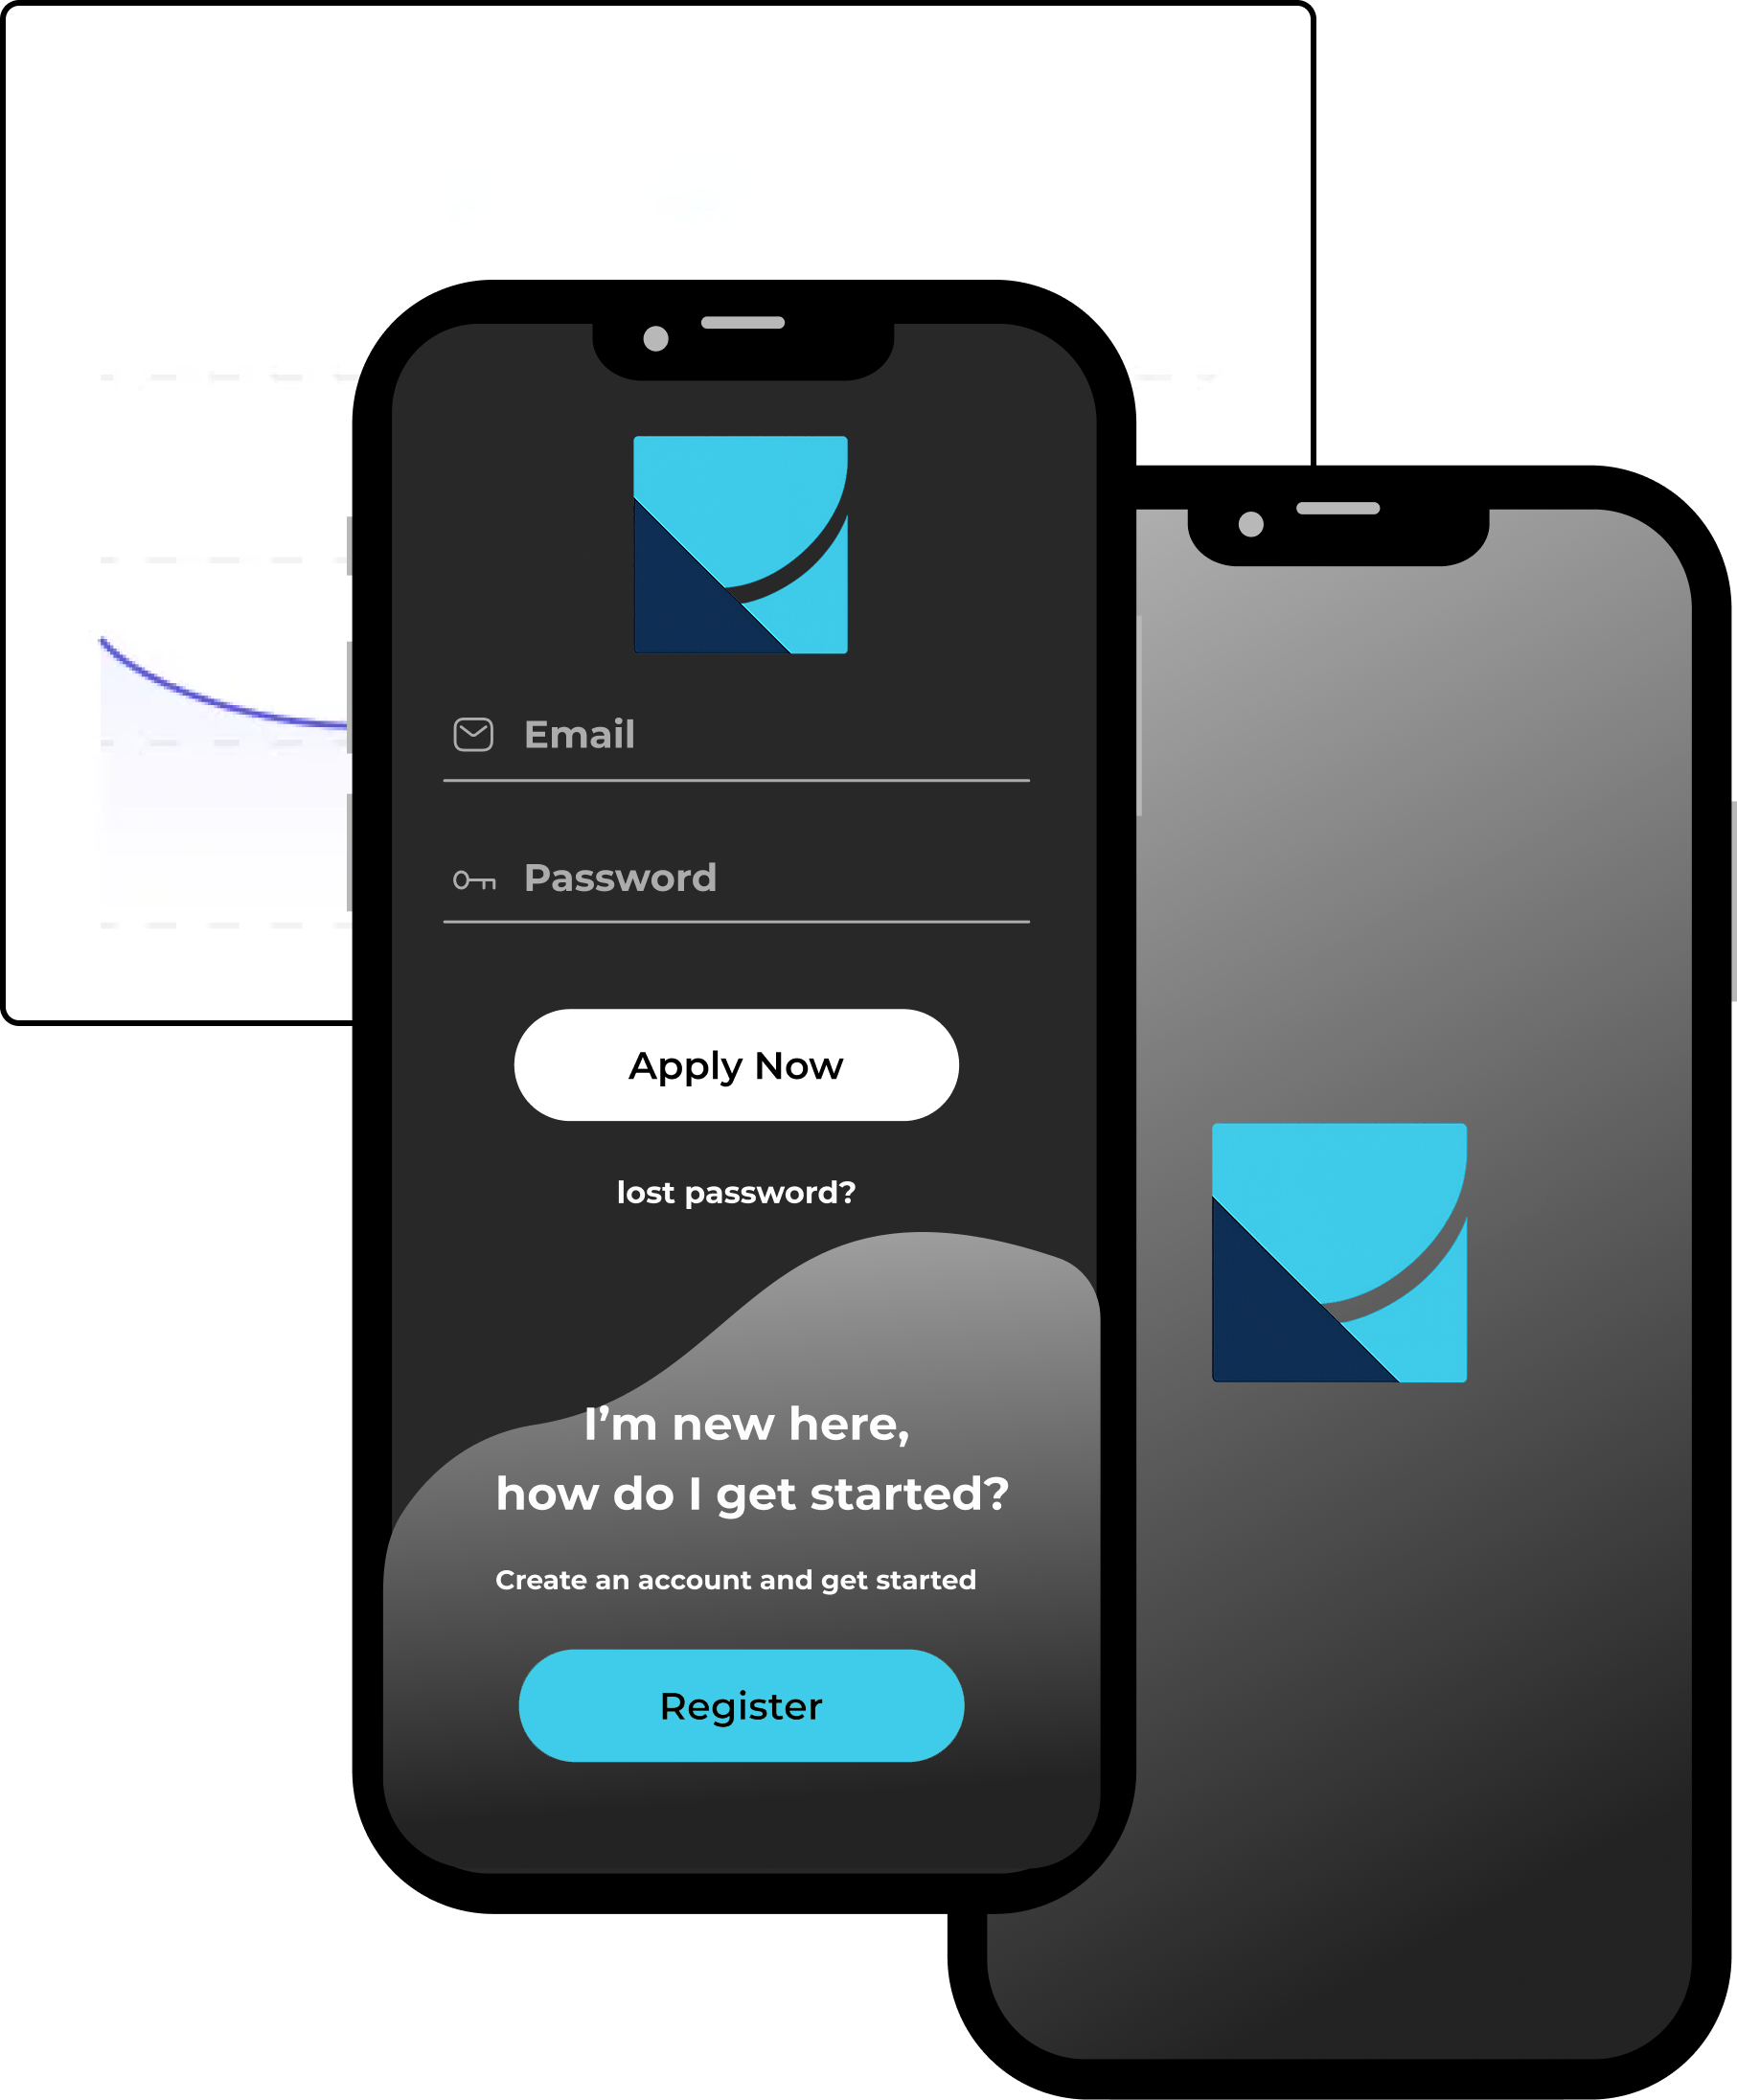 Email
Password
Apply Now
lost password?
I’m new here,
how do I get started?
Create an account and get started
Register